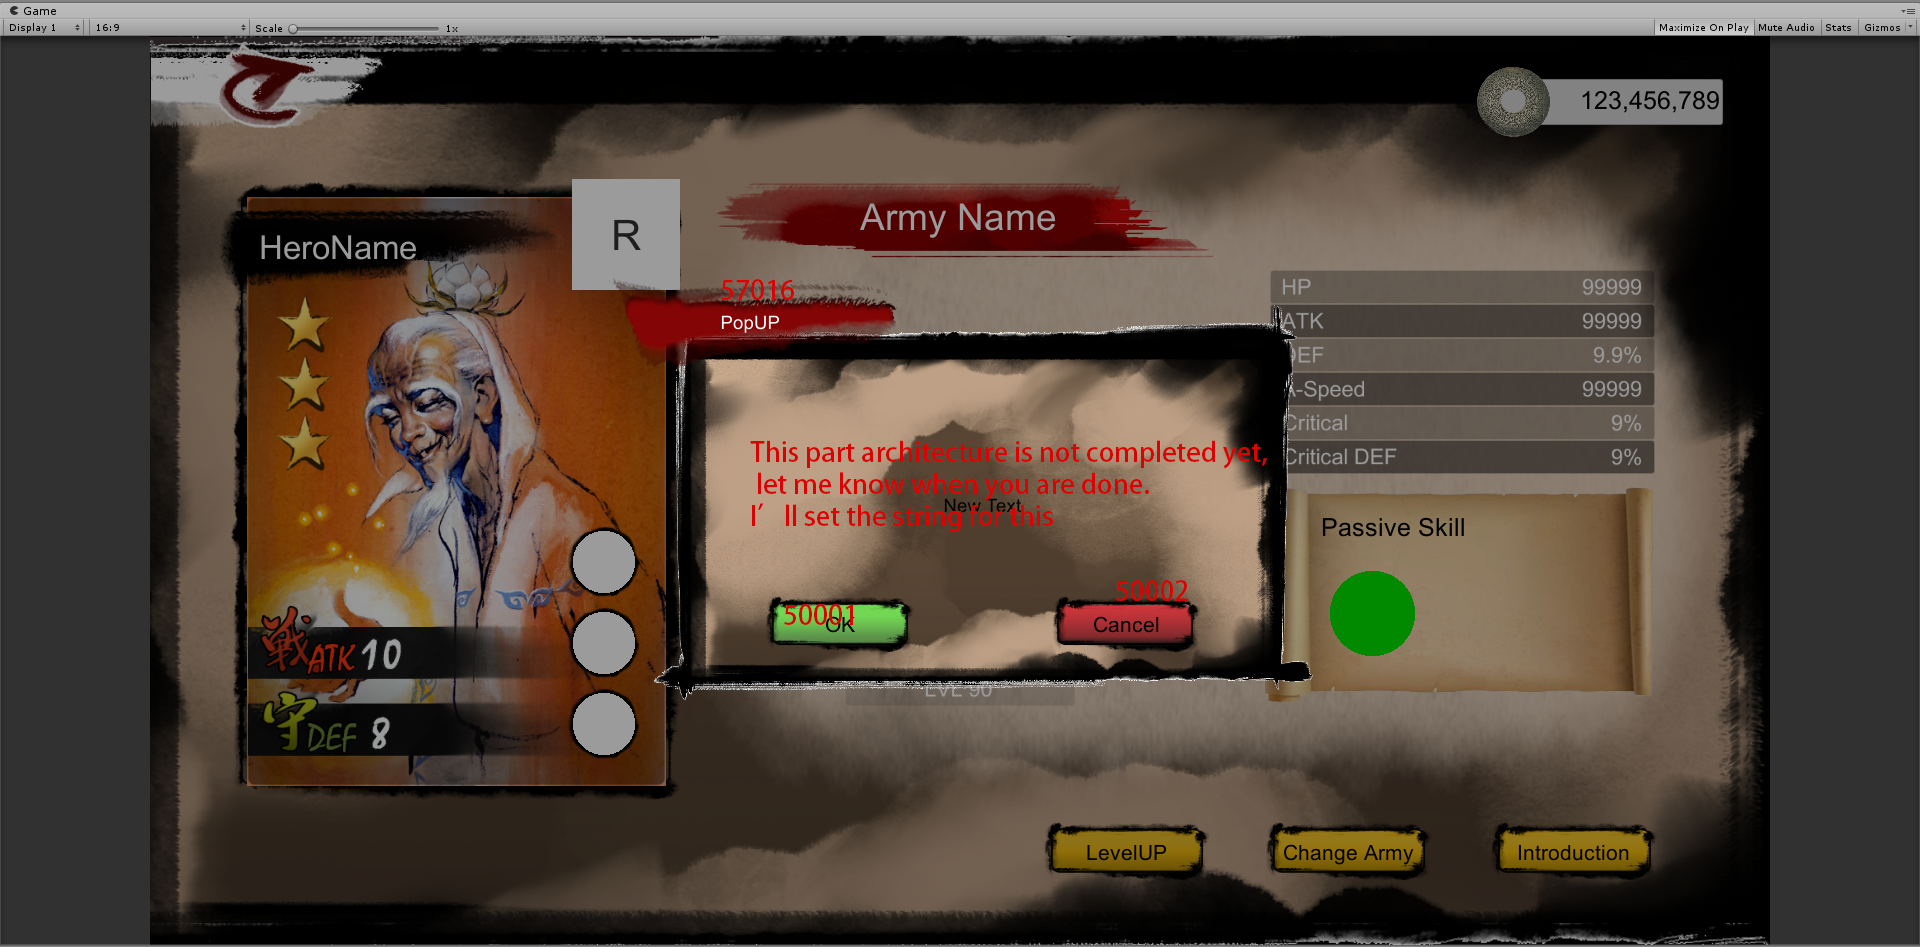 Game
Display 1
16:9
Scale
1x
Maximize On Play
Mute Audio
Stats
Gizmos
123,456,789
HeroName
R
Army Name
57016
PopUP
HP 99999
ATK 99999
DEF 9.9%
A-Speed 99999
Critical 9%
Critical DEF 9%
This part architecture is not completed yet,
let me know when you are done.
I’ll set the string for this
New Text
50001
OK
50002
Cancel
Passive Skill
戦ATK 10
守DEF 8
LVL 90
LevelUP
Change Army
Introduction